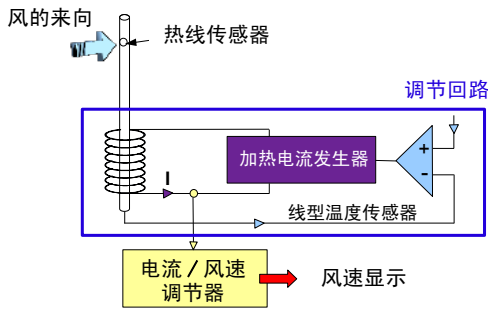 风的来向
热线传感器
调节回路
+
加热电流发生器
-
I
线型温度传感器
电流/风速
调节器
风速显示